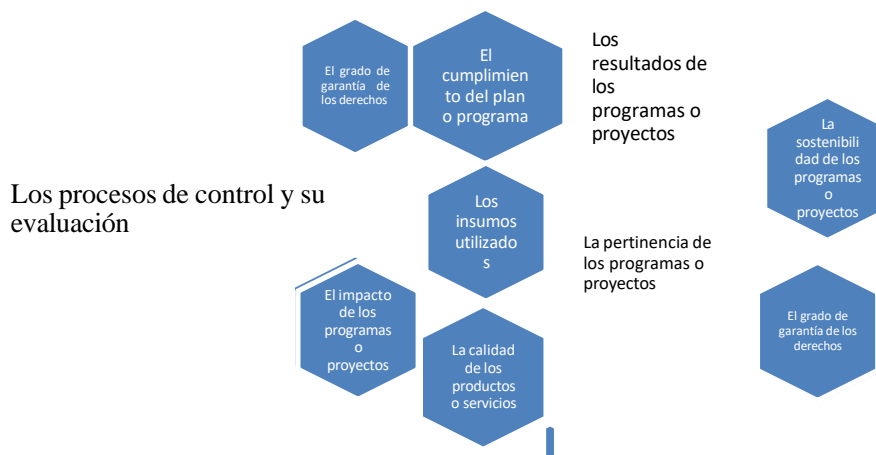 Los procesos de control y su
evaluación
El grado de
garantía de
los derechos
El
cumplimien
to del plan
o programa
Los
resultados de
los
programas o
proyectos
La
sostenibili
dad de los
programas
o
proyectos
Los
insumos
utilizado
s
La pertinencia de
los programas o
proyectos
El impacto
de los
programas
o
proyectos
La calidad
de los
productos
o servicios
El grado de
garantía de los
derechos